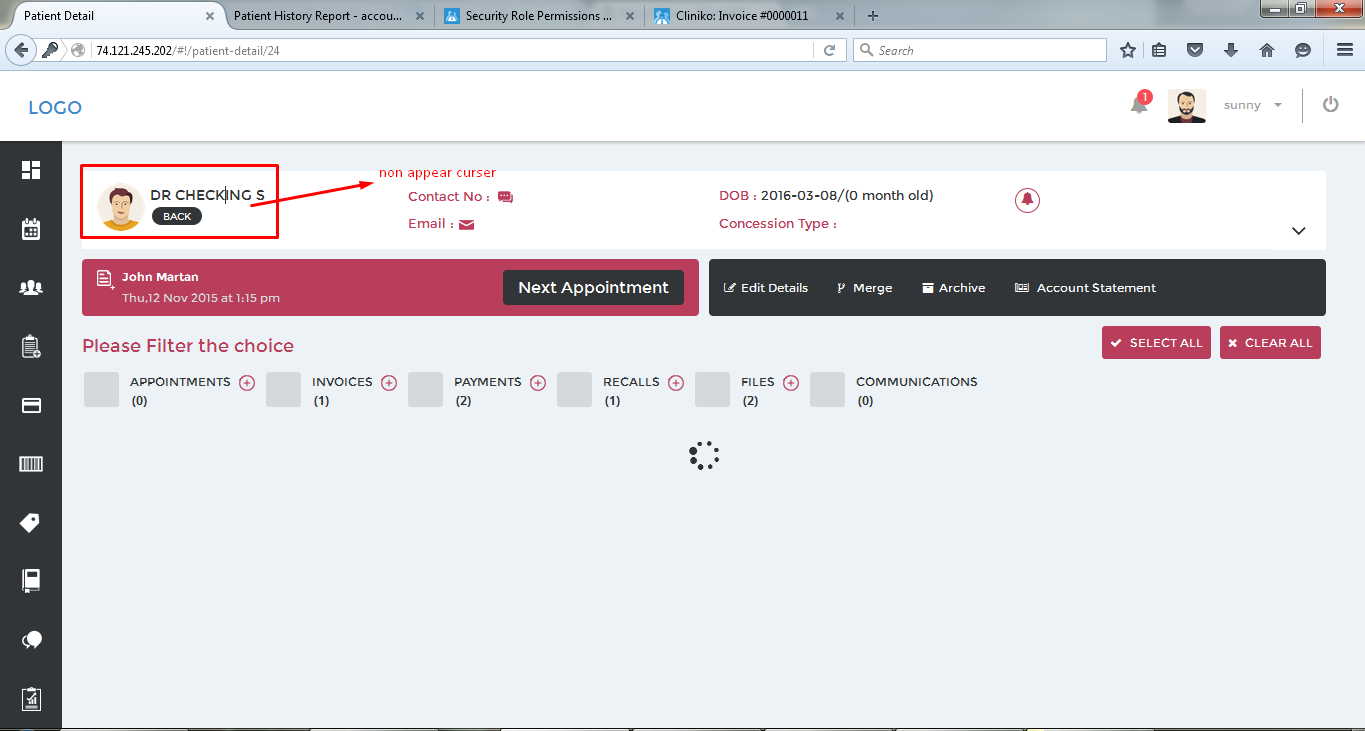 Patient Detail
Patient History Report - accou...
Security Role Permissions ...
Cliniko: Invoice #0000011
74.121.245.202/#!/patient-detail/24
Search
LOGO
1
sunny
non appear curser
DR CHECKING S
BACK
Contact No :
Email :
DOB : 2016-03-08/(0 month old)
Concession Type :
John Martan
Thu,12 Nov 2015 at 1:15 pm
Next Appointment
Edit Details
Merge
Archive
Account Statement
Please Filter the choice
SELECT ALL
CLEAR ALL
APPOINTMENTS
(0)
INVOICES
(1)
PAYMENTS
(2)
RECALLS
(1)
FILES
(2)
COMMUNICATIONS
(0)